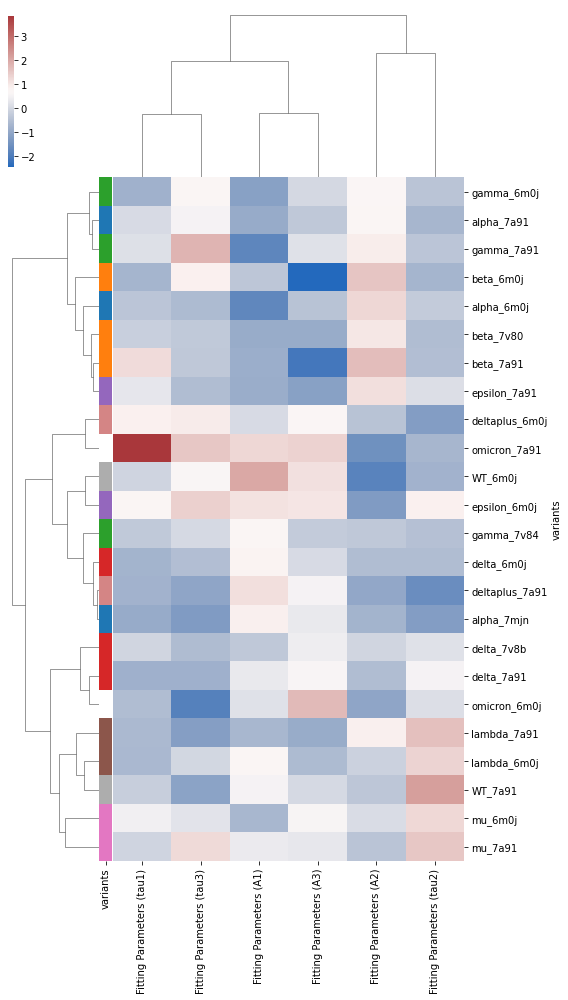 3
2
1
0
−1
−2
gamma_6m0j
alpha_7a91
gamma_7a91
beta_6m0j
alpha_6m0j
beta_7v80
beta_7a91
epsilon_7a91
deltaplus_6m0j
omicron_7a91
WT_6m0j
epsilon_6m0j
gamma_7v84
delta_6m0j
deltaplus_7a91
alpha_7mjn
delta_7v8b
delta_7a91
omicron_6m0j
lambda_7a91
lambda_6m0j
WT_7a91
mu_6m0j
mu_7a91
variants
variants
Fitting Parameters (tau1)
Fitting Parameters (tau3)
Fitting Parameters (A1)
Fitting Parameters (A3)
Fitting Parameters (A2)
Fitting Parameters (tau2)